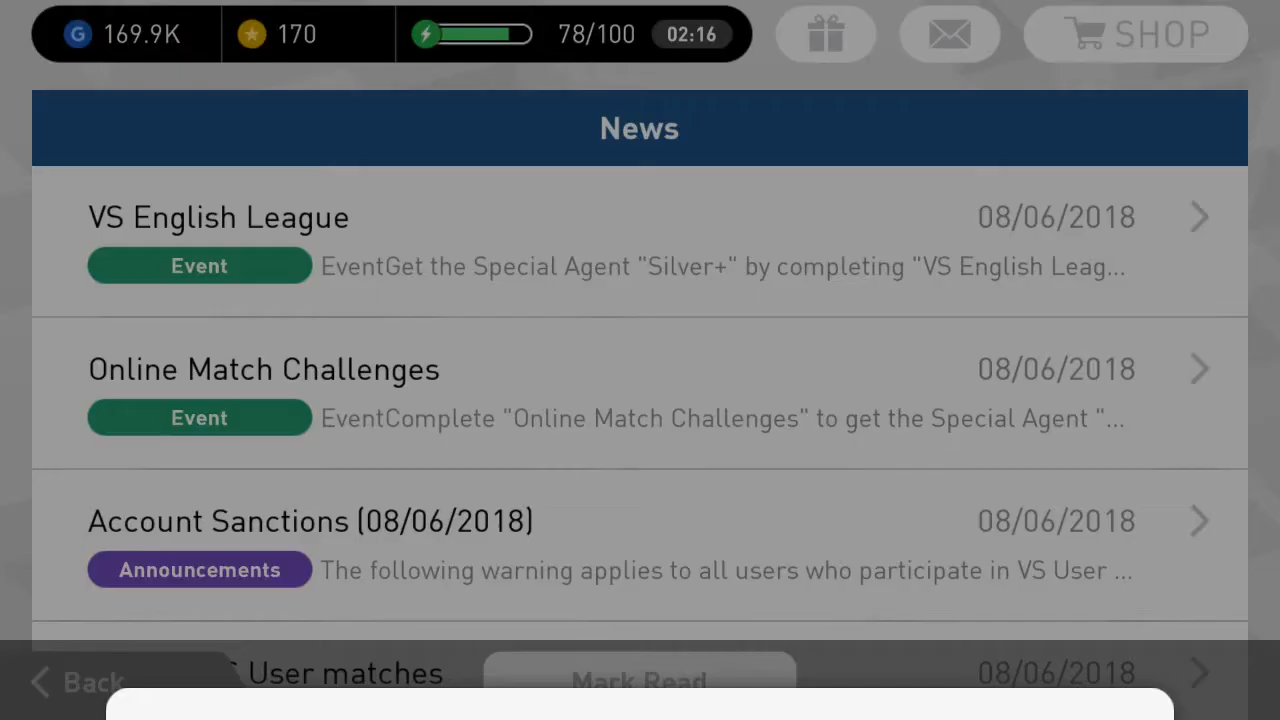 G 169.9K 170 78/100 02:16 SHOP
News
VS English League 08/06/2018
Event EventGet the Special Agent "Silver+" by completing "VS English Leag...
Online Match Challenges 08/06/2018
Event EventComplete "Online Match Challenges" to get the Special Agent "...
Account Sanctions (08/06/2018) 08/06/2018
Announcements The following warning applies to all users who participate in VS User ...
User matches 08/06/2018
Back Mark Read